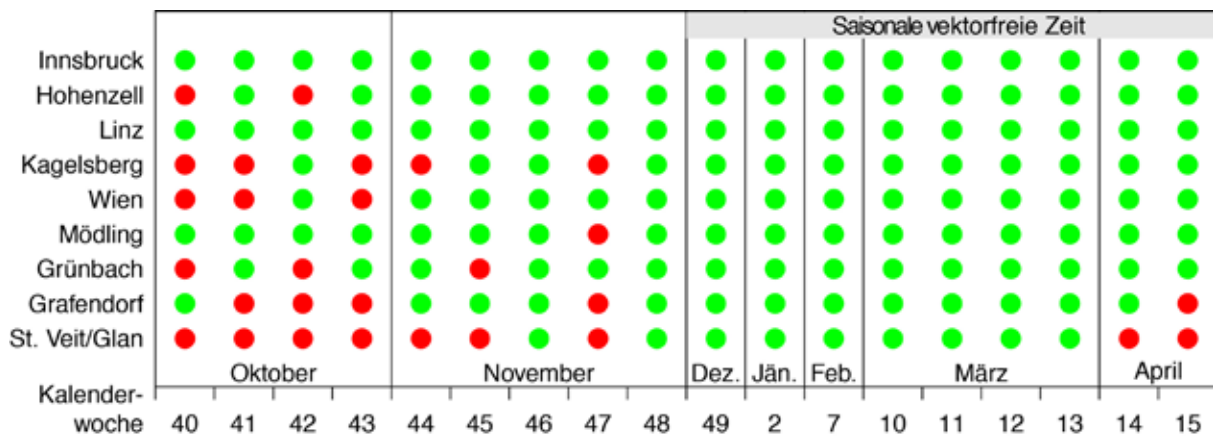 Saisonale vektorfreie Zeit
Innsbruck
Hohenzell
Linz
Kagelsberg
Wien
Mödling
Grünbach
Grafendorf
St. Veit/Glan
Oktober November Dez. Jän. Feb. März April
Kalender-
woche 40 41 42 43 44 45 46 47 48 49 2 7 10 11 12 13 14 15